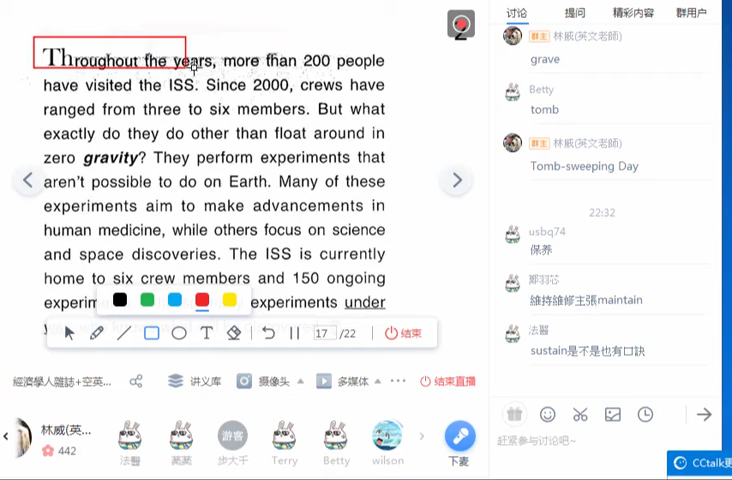 Throughout the years, more than 200 people
have visited the ISS. Since 2000, crews have
ranged from three to six members. But what
exactly do they do other than float around in
zero gravity? They perform experiments that
aren't possible to do on Earth. Many of these
experiments aim to make advancements in
human medicine, while others focus on science
and space discoveries. The ISS is currently
home to six crew members and 150 ongoing
experim experiments under
2
T
17 /22
结束
經濟學人雜誌+空英...
讲义库
摄像头
多媒体
结束直播
林威(英...
442
法醫
游客
步大千
Terry
Betty
wilson
下麦
讨论
提问
精彩内容
群用户
群主 林威(英文老師)
grave
Betty
tomb
群主 林威(英文老師)
Tomb-sweeping Day
22:32
usbq74
保养
鄭羽芯
維持維修主張maintain
法醫
sustain是不是也有口訣
赶紧参与讨论吧~
CCtalk更